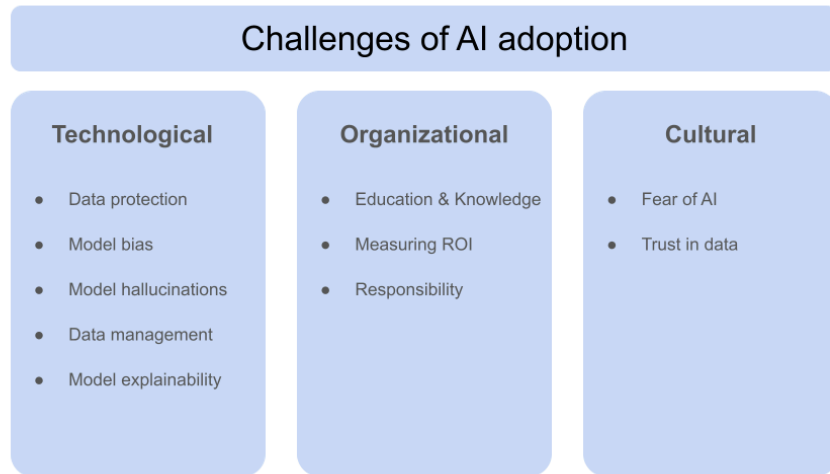 Challenges of AI adoption
Technological
● Data protection
● Model bias
● Model hallucinations
● Data management
● Model explainability
Organizational
● Education & Knowledge
● Measuring ROI
● Responsibility
Cultural
● Fear of AI
● Trust in data